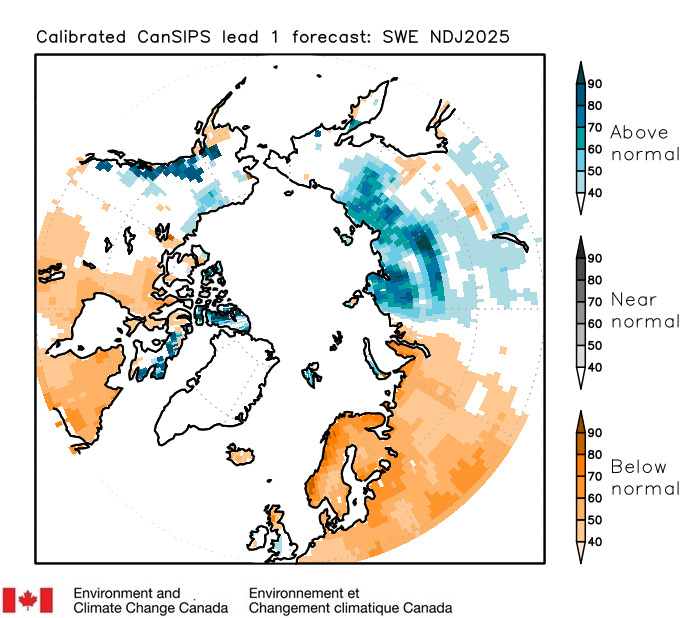 Calibrated CanSIPS lead 1 forecast: SWE NDJ2025
90
80
70
60
50
40
Above
normal
90
80
70
60
50
40
Near
normal
90
80
70
60
50
40
Below
normal
Environment and
Climate Change Canada
Environnement et
Changement climatique Canada